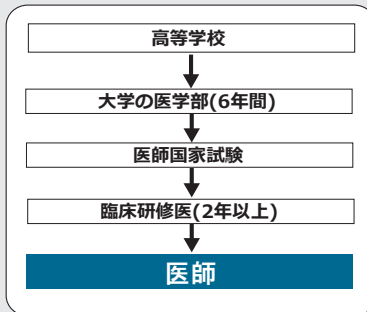 高等学校
大学の医学部(6年間)
医師国家試験
臨床研修医(2年以上)
医師